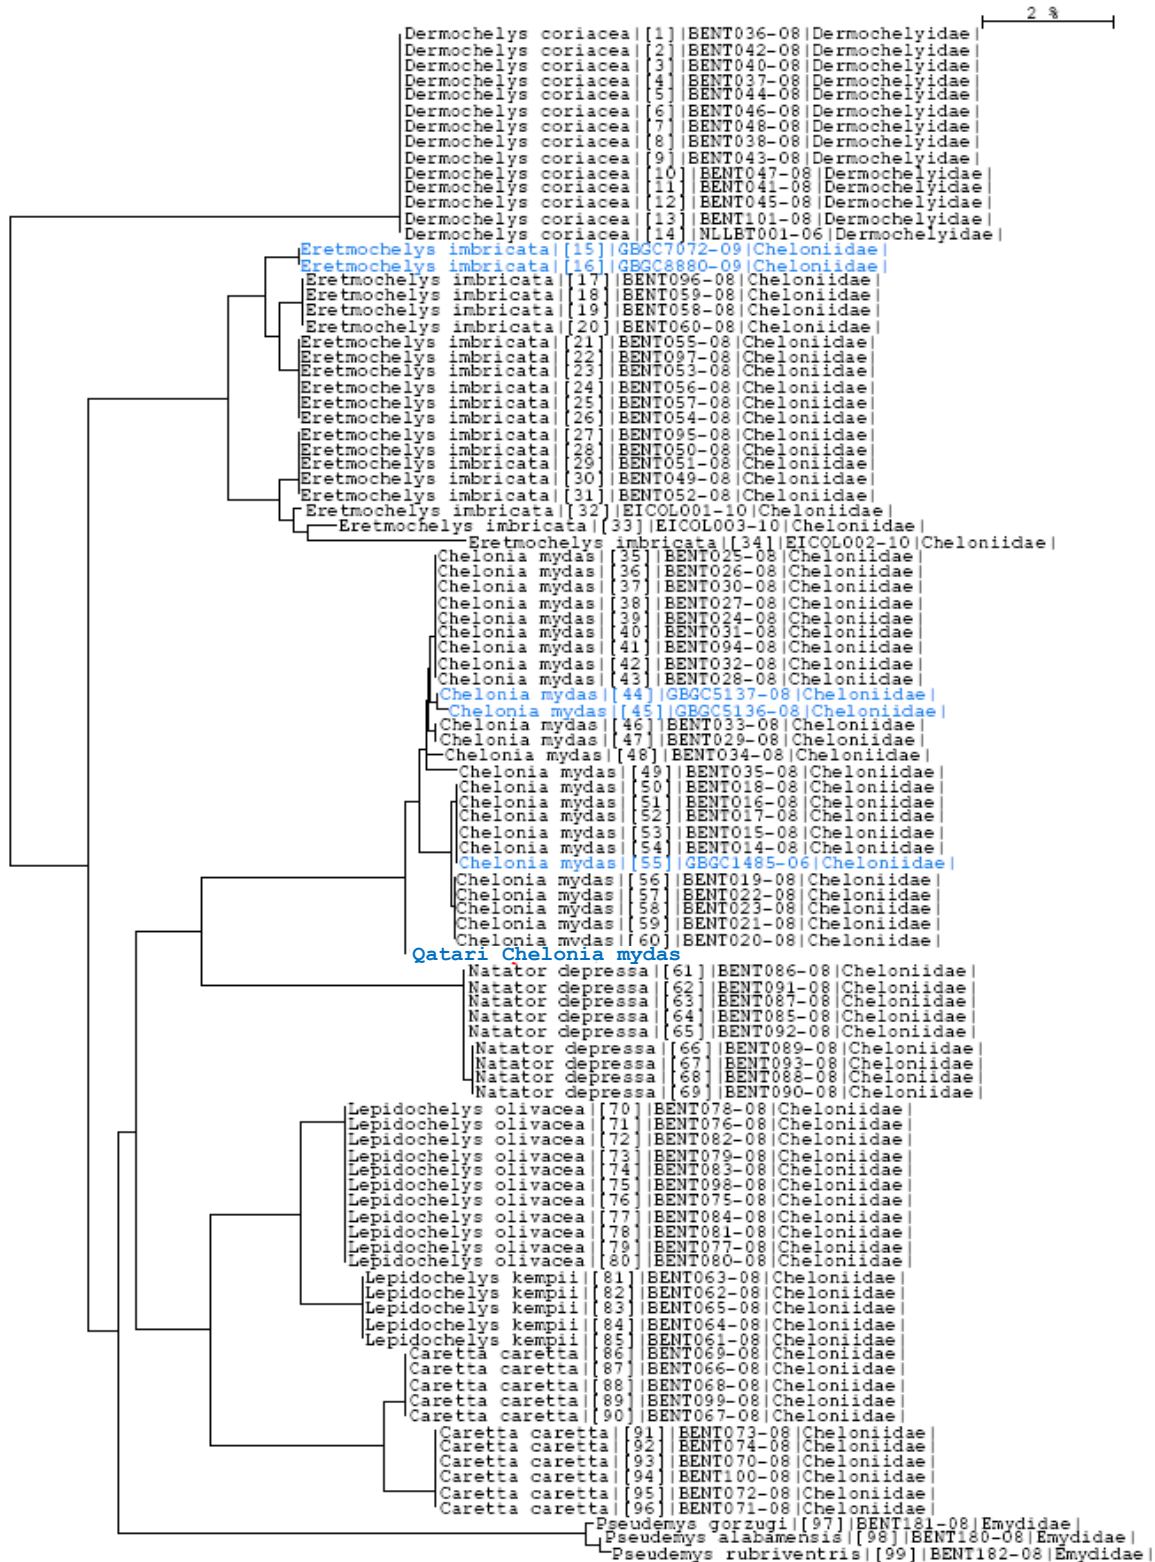 2 %
Dermochelys coriacea|[1]|BENT036-08|Dermochelyidae|
Dermochelys coriacea|[2]|BENT042-08|Dermochelyidae|
Dermochelys coriacea|[3]|BENT040-08|Dermochelyidae|
Dermochelys coriacea|[4]|BENT037-08|Dermochelyidae|
Dermochelys coriacea|[5]|BENT044-08|Dermochelyidae|
Dermochelys coriacea|[6]|BENT046-08|Dermochelyidae|
Dermochelys coriacea|[7]|BENT048-08|Dermochelyidae|
Dermochelys coriacea|[8]|BENT038-08|Dermochelyidae|
Dermochelys coriacea|[9]|BENT043-08|Dermochelyidae|
Dermochelys coriacea|[10]|BENT047-08|Dermochelyidae|
Dermochelys coriacea|[11]|BENT041-08|Dermochelyidae|
Dermochelys coriacea|[12]|BENT045-08|Dermochelyidae|
Dermochelys coriacea|[13]|BENT101-08|Dermochelyidae|
Dermochelys coriacea|[14]|NLLBT001-06|Dermochelyidae|
Eretmochelys imbricata|[15]|GBGC7072-09|Cheloniidae|
Eretmochelys imbricata|[16]|GBGC8880-09|Cheloniidae|
Eretmochelys imbricata|[17]|BENT096-08|Cheloniidae|
Eretmochelys imbricata|[18]|BENT059-08|Cheloniidae|
Eretmochelys imbricata|[19]|BENT058-08|Cheloniidae|
Eretmochelys imbricata|[20]|BENT060-08|Cheloniidae|
Eretmochelys imbricata|[21]|BENT055-08|Cheloniidae|
Eretmochelys imbricata|[22]|BENT097-08|Cheloniidae|
Eretmochelys imbricata|[23]|BENT053-08|Cheloniidae|
Eretmochelys imbricata|[24]|BENT056-08|Cheloniidae|
Eretmochelys imbricata|[25]|BENT057-08|Cheloniidae|
Eretmochelys imbricata|[26]|BENT054-08|Cheloniidae|
Eretmochelys imbricata|[27]|BENT095-08|Cheloniidae|
Eretmochelys imbricata|[28]|BENT050-08|Cheloniidae|
Eretmochelys imbricata|[29]|BENT051-08|Cheloniidae|
Eretmochelys imbricata|[30]|BENT049-08|Cheloniidae|
Eretmochelys imbricata|[31]|BENT052-08|Cheloniidae|
Eretmochelys imbricata|[32]|EICOL001-10|Cheloniidae|
Eretmochelys imbricata|[33]|EICOL003-10|Cheloniidae|
Eretmochelys imbricata|[34]|EICOL002-10|Cheloniidae|
Chelonia mydas|[35]|BENT025-08|Cheloniidae|
Chelonia mydas|[36]|BENT026-08|Cheloniidae|
Chelonia mydas|[37]|BENT030-08|Cheloniidae|
Chelonia mydas|[38]|BENT027-08|Cheloniidae|
Chelonia mydas|[39]|BENT024-08|Cheloniidae|
Chelonia mydas|[40]|BENT031-08|Cheloniidae|
Chelonia mydas|[41]|BENT094-08|Cheloniidae|
Chelonia mydas|[42]|BENT032-08|Cheloniidae|
Chelonia mydas|[43]|BENT028-08|Cheloniidae|
Chelonia mydas|[44]|GBGC5137-08|Cheloniidae|
Chelonia mydas|[45]|GBGC5136-08|Cheloniidae|
Chelonia mydas|[46]|BENT033-08|Cheloniidae|
Chelonia mydas|[47]|BENT029-08|Cheloniidae|
Chelonia mydas|[48]|BENT034-08|Cheloniidae|
Chelonia mydas|[49]|BENT035-08|Cheloniidae|
Chelonia mydas|[50]|BENT018-08|Cheloniidae|
Chelonia mydas|[51]|BENT016-08|Cheloniidae|
Chelonia mydas|[52]|BENT017-08|Cheloniidae|
Chelonia mydas|[53]|BENT015-08|Cheloniidae|
Chelonia mydas|[54]|BENT014-08|Cheloniidae|
Chelonia mydas|[55]|GBGC1485-06|Cheloniidae|
Chelonia mydas|[56]|BENT019-08|Cheloniidae|
Chelonia mydas|[57]|BENT022-08|Cheloniidae|
Chelonia mydas|[58]|BENT023-08|Cheloniidae|
Chelonia mydas|[59]|BENT021-08|Cheloniidae|
Chelonia mydas|[60]|BENT020-08|Cheloniidae|
Qatari Chelonia mydas
Natator depressa|[61]|BENT086-08|Cheloniidae|
Natator depressa|[62]|BENT091-08|Cheloniidae|
Natator depressa|[63]|BENT087-08|Cheloniidae|
Natator depressa|[64]|BENT085-08|Cheloniidae|
Natator depressa|[65]|BENT092-08|Cheloniidae|
Natator depressa|[66]|BENT089-08|Cheloniidae|
Natator depressa|[67]|BENT093-08|Cheloniidae|
Natator depressa|[68]|BENT088-08|Cheloniidae|
Natator depressa|[69]|BENT090-08|Cheloniidae|
Lepidochelys olivacea|[70]|BENT078-08|Cheloniidae|
Lepidochelys olivacea|[71]|BENT076-08|Cheloniidae|
Lepidochelys olivacea|[72]|BENT082-08|Cheloniidae|
Lepidochelys olivacea|[73]|BENT079-08|Cheloniidae|
Lepidochelys olivacea|[74]|BENT083-08|Cheloniidae|
Lepidochelys olivacea|[75]|BENT098-08|Cheloniidae|
Lepidochelys olivacea|[76]|BENT075-08|Cheloniidae|
Lepidochelys olivacea|[77]|BENT084-08|Cheloniidae|
Lepidochelys olivacea|[78]|BENT081-08|Cheloniidae|
Lepidochelys olivacea|[79]|BENT077-08|Cheloniidae|
Lepidochelys olivacea|[80]|BENT080-08|Cheloniidae|
Lepidochelys kempii|[81]|BENT063-08|Cheloniidae|
Lepidochelys kempii|[82]|BENT062-08|Cheloniidae|
Lepidochelys kempii|[83]|BENT065-08|Cheloniidae|
Lepidochelys kempii|[84]|BENT064-08|Cheloniidae|
Lepidochelys kempii|[85]|BENT061-08|Cheloniidae|
Caretta caretta|[86]|BENT069-08|Cheloniidae|
Caretta caretta|[87]|BENT066-08|Cheloniidae|
Caretta caretta|[88]|BENT068-08|Cheloniidae|
Caretta caretta|[89]|BENT099-08|Cheloniidae|
Caretta caretta|[90]|BENT067-08|Cheloniidae|
Caretta caretta|[91]|BENT073-08|Cheloniidae|
Caretta caretta|[92]|BENT074-08|Cheloniidae|
Caretta caretta|[93]|BENT070-08|Cheloniidae|
Caretta caretta|[94]|BENT100-08|Cheloniidae|
Caretta caretta|[95]|BENT072-08|Cheloniidae|
Caretta caretta|[96]|BENT071-08|Cheloniidae|
Pseudemys gorzugi|[97]|BENT181-08|Emydidae|
Pseudemys alabamensis|[98]|BENT180-08|Emydidae|
Pseudemys rubriventris|[99]|BENT182-08|Emydidae|